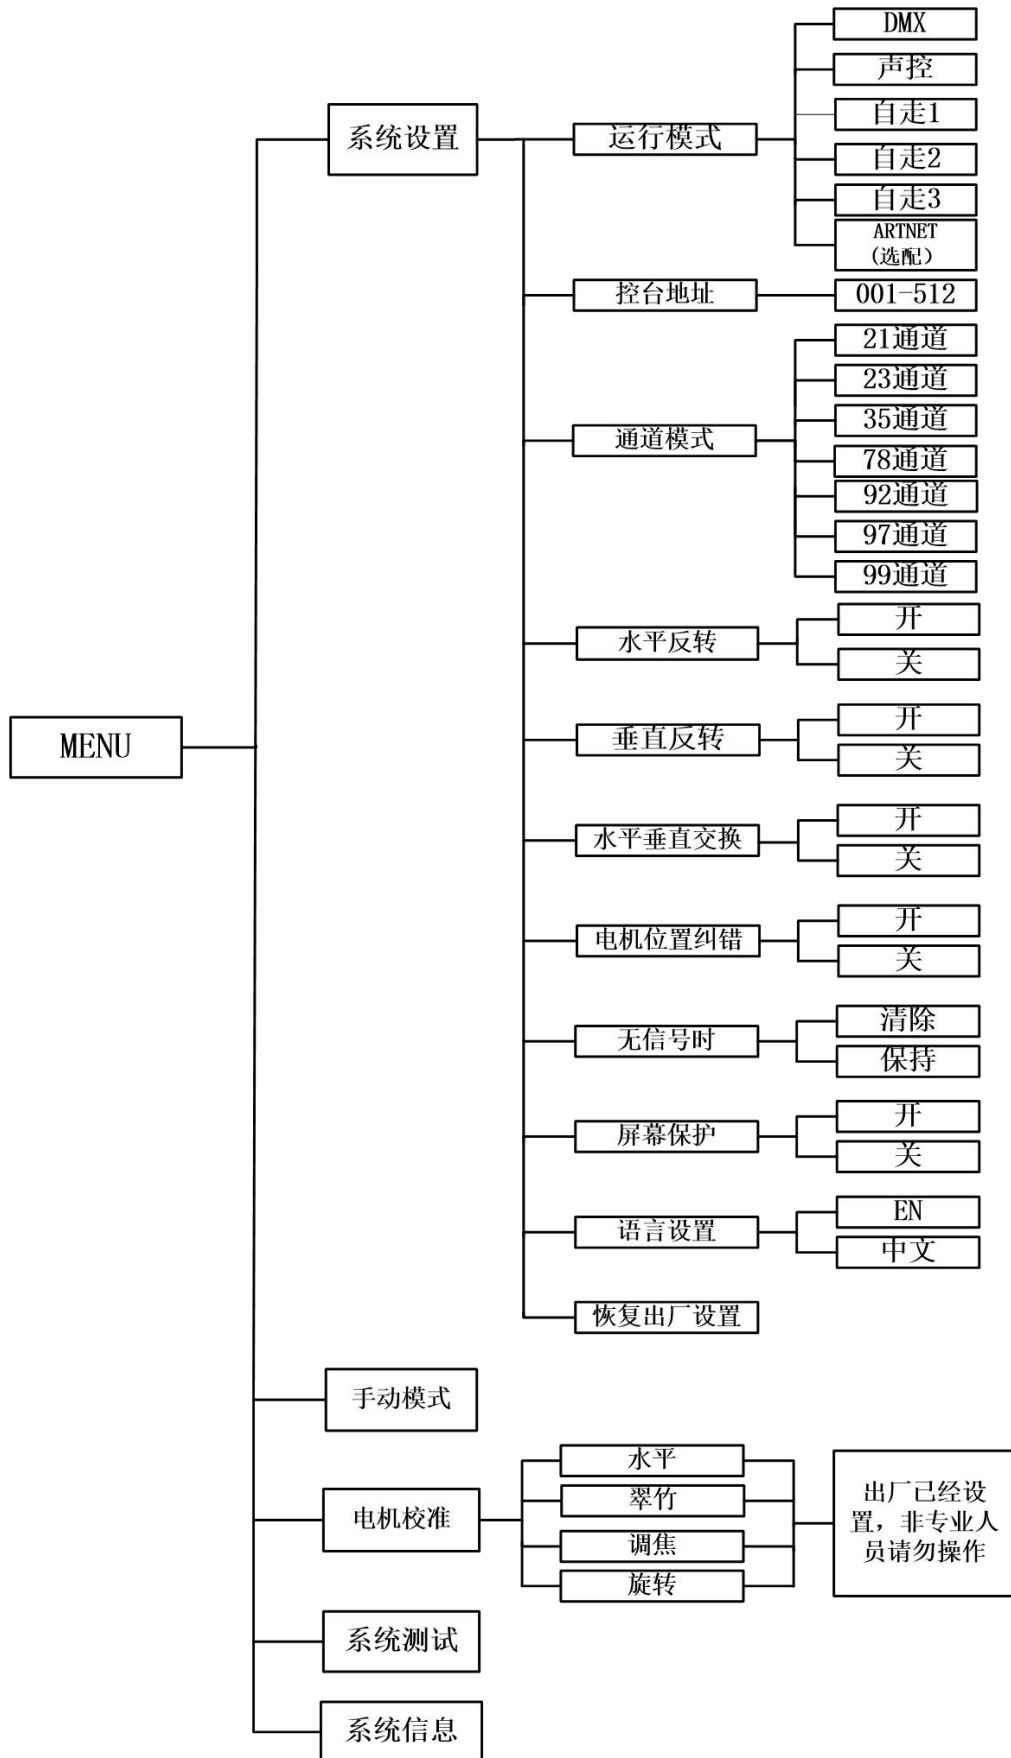 MENU
系统设置
运行模式
DMX
声控
自走1
自走2
自走3
ARTNET
(选配）
控台地址
001-512
通道模式
21通道
23通道
35通道
78通道
92通道
97通道
99通道
水平反转
开
关
垂直反转
开
关
水平垂直交换
开
关
电机位置纠错
开
关
无信号时
清除
保持
屏幕保护
开
关
语言设置
EN
中文
恢复出厂设置
手动模式
电机校准
水平
翠竹
调焦
旋转
出厂已经设
置，非专业人
员请勿操作
系统测试
系统信息